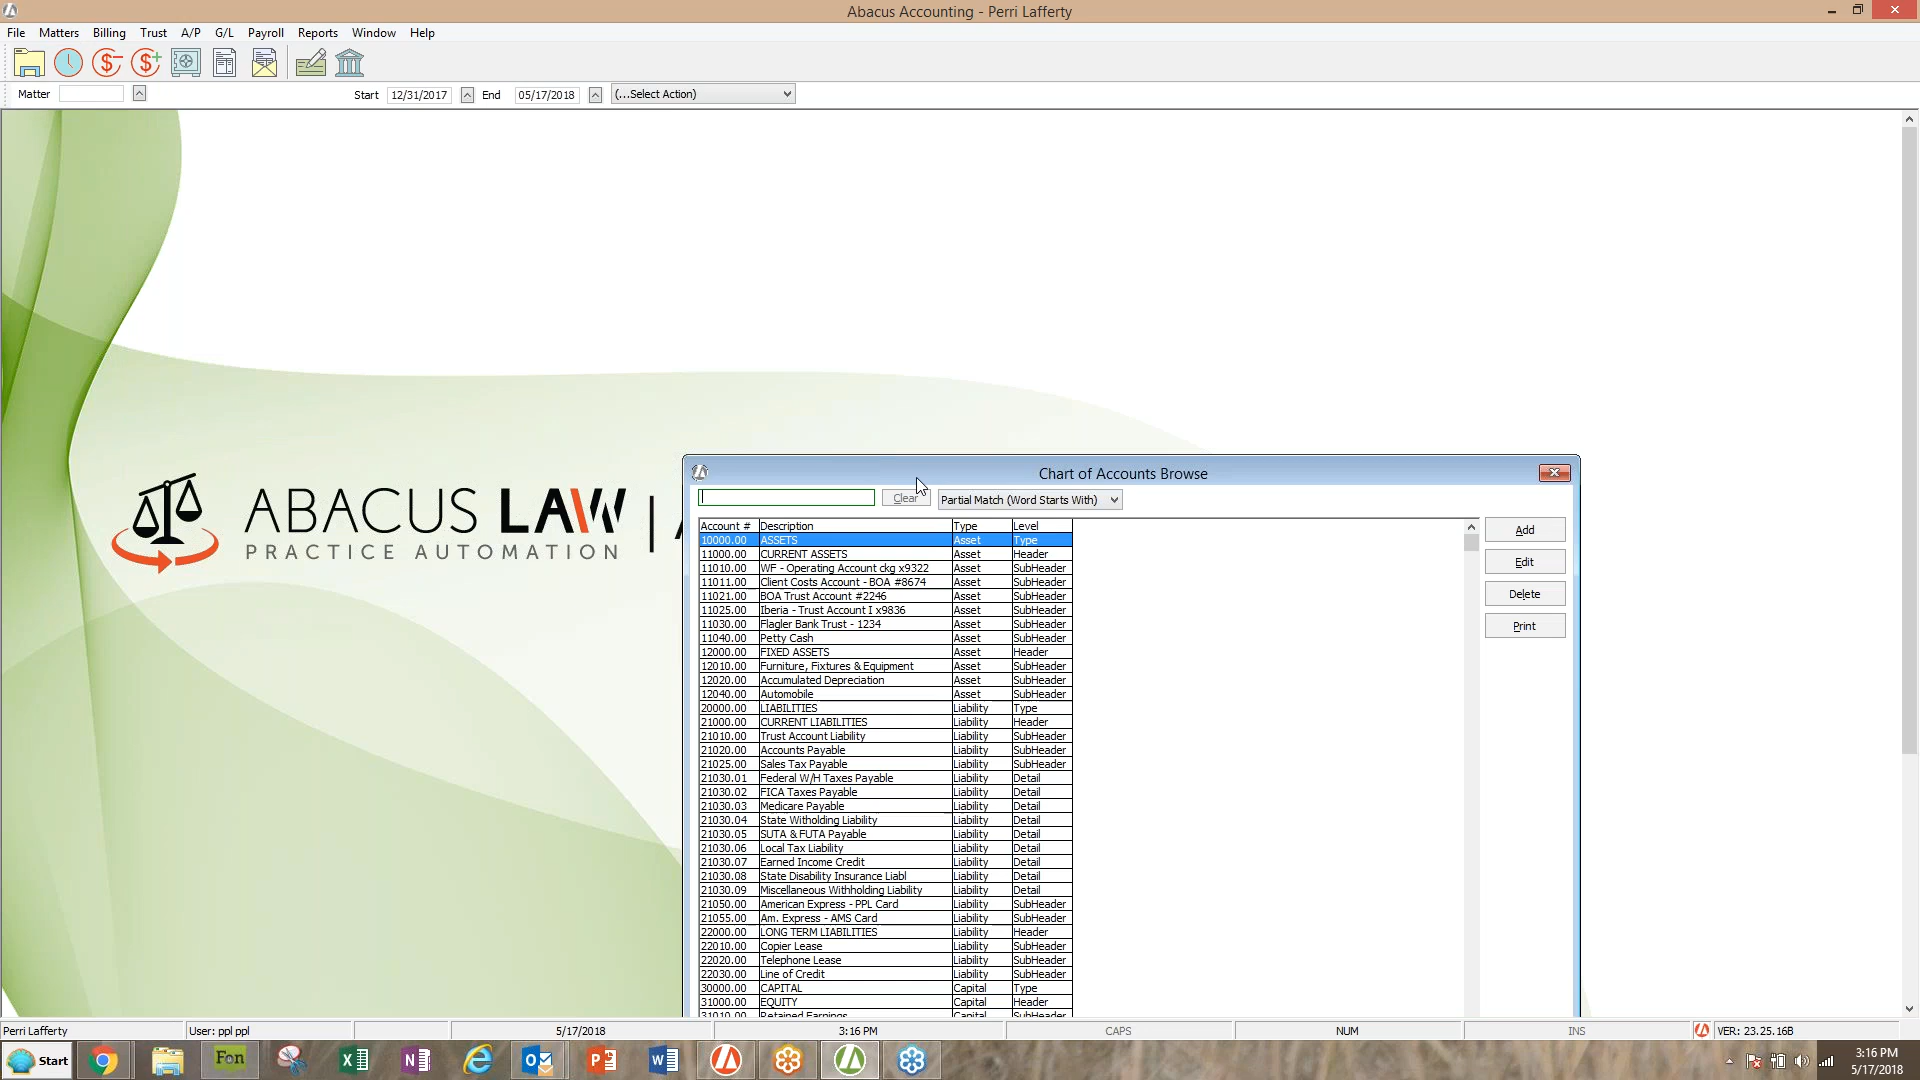 Abacus Accounting - Perri Lafferty
File Matters Billing Trust A/P G/L Payroll Reports Window Help
Matter Start 12/31/2017 End 05/17/2018 (...Select Action)
ABACUS LAW |
PRACTICE AUTOMATION
Chart of Accounts Browse
Clear Partial Match (Word Starts With)
Account # Description Type Level
10000.00 ASSETS Asset Type
11000.00 CURRENT ASSETS Asset Header
11010.00 WF - Operating Account ckg x9322 Asset SubHeader
11011.00 Client Costs Account - BOA #8674 Asset SubHeader
11021.00 BOA Trust Account #2246 Asset SubHeader
11025.00 Iberia - Trust Account I x9836 Asset SubHeader
11030.00 Flagler Bank Trust - 1234 Asset SubHeader
11040.00 Petty Cash Asset SubHeader
12000.00 FIXED ASSETS Asset Header
12010.00 Furniture, Fixtures & Equipment Asset SubHeader
12020.00 Accumulated Depreciation Asset SubHeader
12040.00 Automobile Asset SubHeader
20000.00 LIABILITIES Liability Type
21000.00 CURRENT LIABILITIES Liability Header
21010.00 Trust Account Liability Liability SubHeader
21020.00 Accounts Payable Liability SubHeader
21025.00 Sales Tax Payable Liability SubHeader
21030.01 Federal W/H Taxes Payable Liability Detail
21030.02 FICA Taxes Payable Liability Detail
21030.03 Medicare Payable Liability Detail
21030.04 State Witholding Liability Liability Detail
21030.05 SUTA & FUTA Payable Liability Detail
21030.06 Local Tax Liability Liability Detail
21030.07 Earned Income Credit Liability Detail
21030.08 State Disability Insurance Liabl Liability Detail
21030.09 Miscellaneous Withholding Liability Liability Detail
21050.00 American Express - PPL Card Liability SubHeader
21055.00 Am. Express - AMS Card Liability SubHeader
22000.00 LONG TERM LIABILITIES Liability Header
22010.00 Copier Lease Liability SubHeader
22020.00 Telephone Lease Liability SubHeader
22030.00 Line of Credit Liability SubHeader
30000.00 CAPITAL Capital Type
31000.00 EQUITY Capital Header
31010.00 Retained Earnings Capital SubHeader
Add
Edit
Delete
Print
Perri Lafferty User: ppl ppl 5/17/2018 3:16 PM CAPS NUM INS VER: 23.25.16B
Start Fon 3:16 PM
5/17/2018